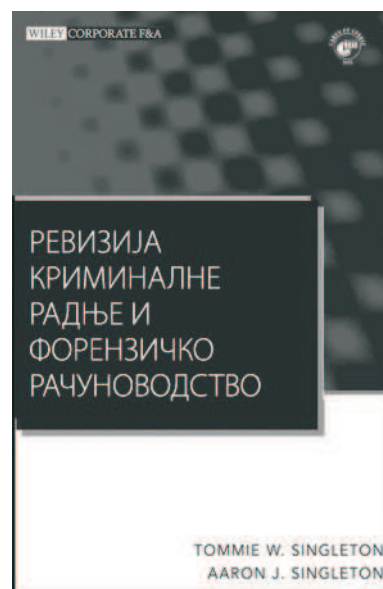 WILEY CORPORATE F&A
РЕВИЗИЈА
КРИМИНАЛНЕ
РАДЊЕ И
ФОРЕНЗИЧКО
РАЧУНОВОДСТВО
TOMMIE W. SINGLETON
AARON J. SINGLETON